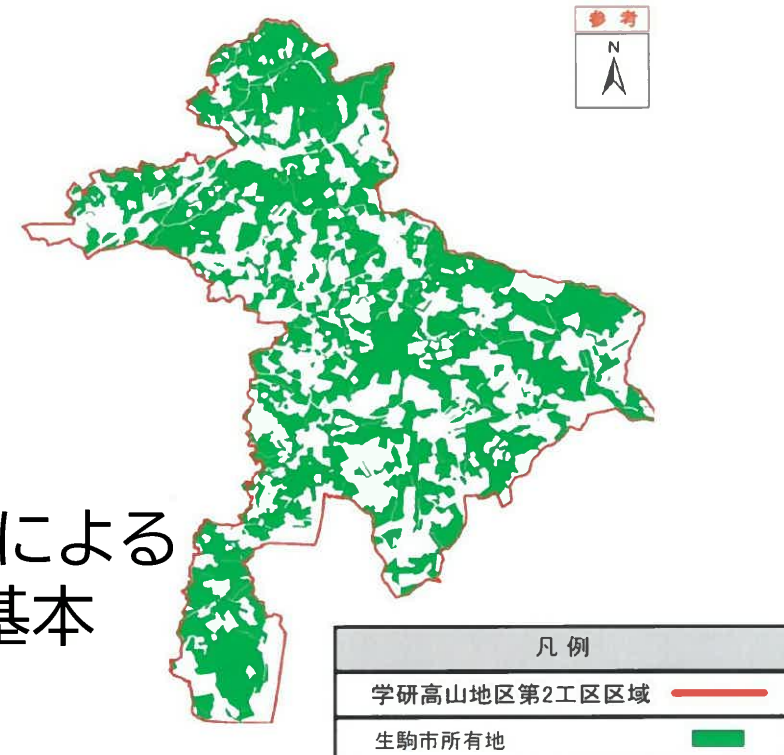 参考
N
による
基本
凡例
学研高山地区第2工区区域
生駒市所有地